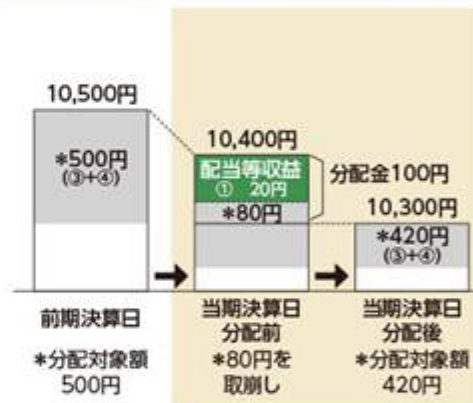 10,500円
*500円
(③+④)
前期決算日
*分配対象額
500円
10,400円
配当等収益
① 20円
*80円
分配金100円
当期決算日
分配前
*80円を
取崩し
10,300円
*420円
(③+④)
当期決算日
分配後
*分配対象額
420円